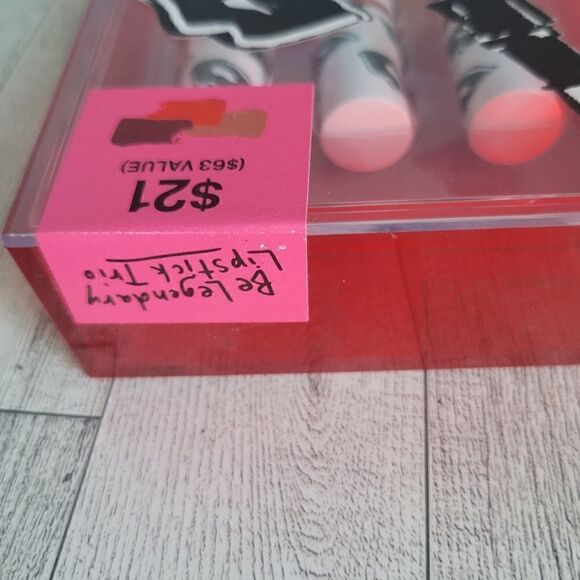 $21
($63 VALUE)
Be Legendary
Lipstick Trio